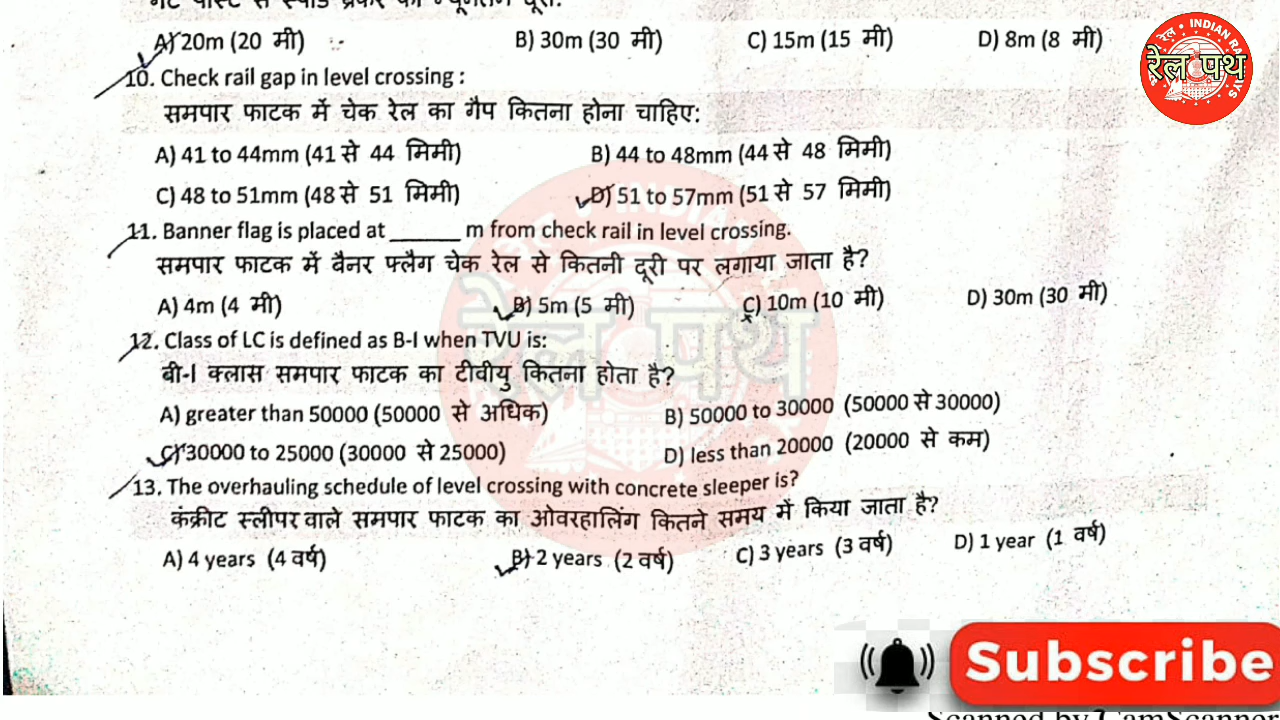 गेट पोस्ट से स्पीड ब्रेकर की न्यूनतम दूरी:
A) 20m (20 मी) B) 30m (30 मी) C) 15m (15 मी) D) 8m (8 मी)
10. Check rail gap in level crossing :
समपार फाटक में चेक रेल का गैप कितना होना चाहिए:
A) 41 to 44mm (41 से 44 मिमी) B) 44 to 48mm (44 से 48 मिमी)
C) 48 to 51mm (48 से 51 मिमी) D) 51 to 57mm (51 से 57 मिमी)
11. Banner flag is placed at ______ m from check rail in level crossing.
समपार फाटक में बैनर फ्लैग चेक रेल से कितनी दूरी पर लगाया जाता है?
A) 4m (4 मी) B) 5m (5 मी) C) 10m (10 मी) D) 30m (30 मी)
12. Class of LC is defined as B-I when TVU is:
बी-I क्लास समपार फाटक का टीवीयु कितना होता है?
A) greater than 50000 (50000 से अधिक) B) 50000 to 30000 (50000 से 30000)
C) 30000 to 25000 (30000 से 25000) D) less than 20000 (20000 से कम)
13. The overhauling schedule of level crossing with concrete sleeper is?
कंक्रीट स्लीपर वाले समपार फाटक का ओवरहालिंग कितने समय में किया जाता है?
A) 4 years (4 वर्ष) B) 2 years (2 वर्ष) C) 3 years (3 वर्ष) D) 1 year (1 वर्ष)
रेल पथ
Subscribe
Scanned by CamScanner